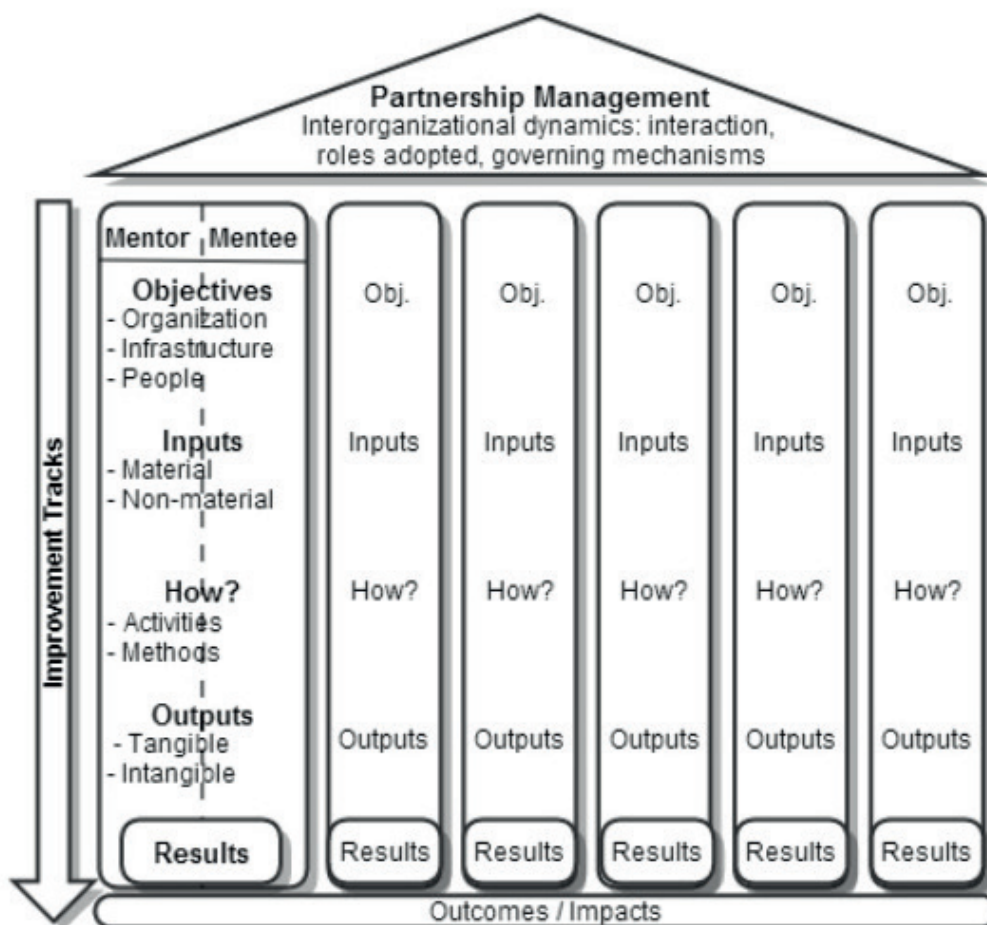 Partnership Management
Interorganizational dynamics: interaction,
roles adopted, governing mechanisms
Improvement Tracks
Mentor Mentee
Objectives
- Organization
- Infrastructure
- People
Inputs
- Material
- Non-material
How?
- Activities
- Methods
Outputs
- Tangible
- Intangible
Results
Obj.
Inputs
How?
Outputs
Results
Obj.
Inputs
How?
Outputs
Results
Obj.
Inputs
How?
Outputs
Results
Obj.
Inputs
How?
Outputs
Results
Obj.
Inputs
How?
Outputs
Results
Outcomes / Impacts